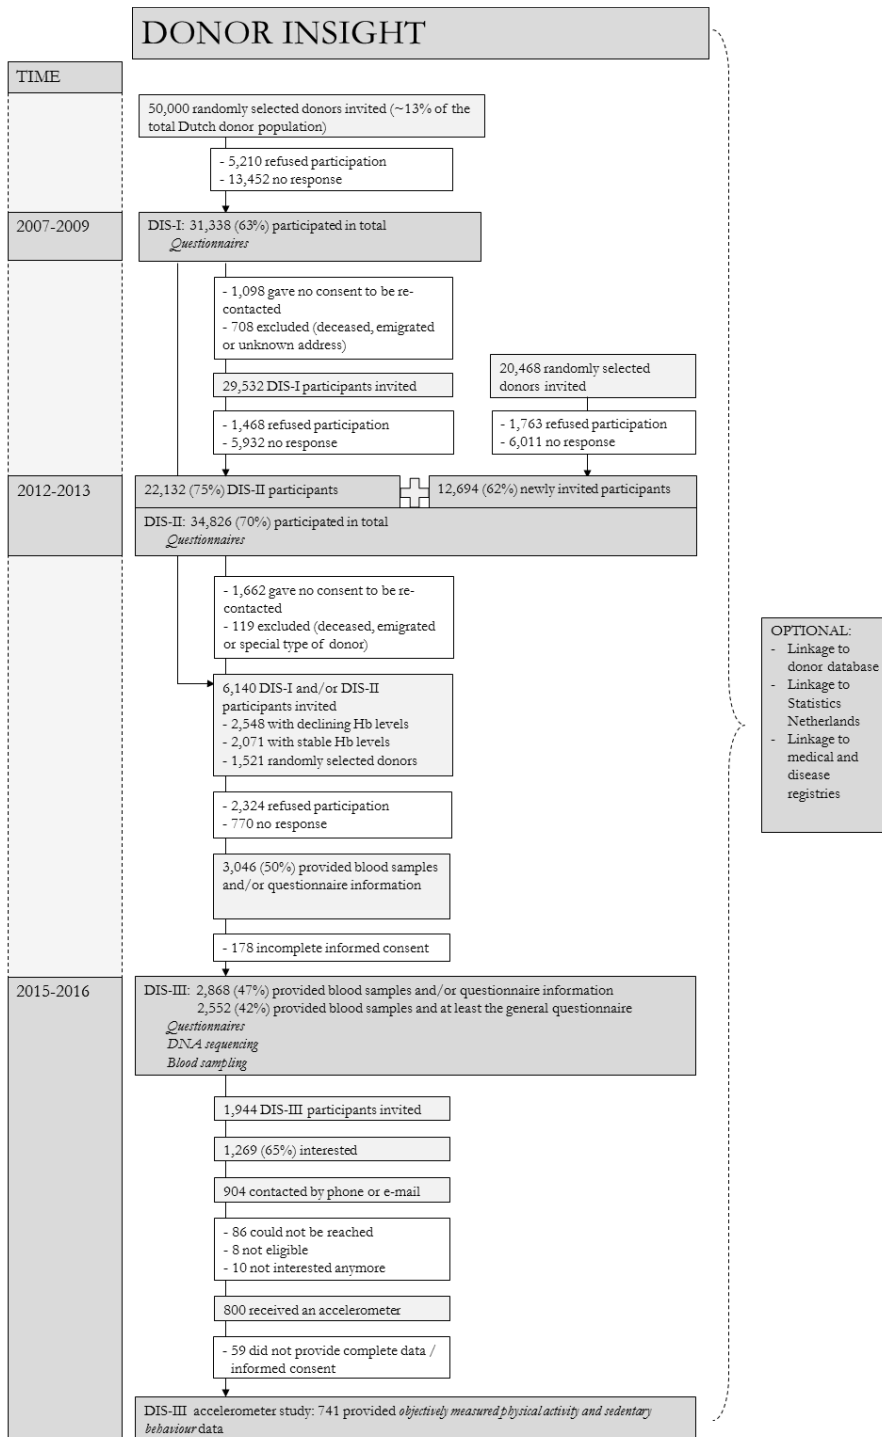 DONOR INSIGHT
TIME
50,000 randomly selected donors invited (~13% of the
total Dutch donor population)
- 5,210 refused participation
- 13,452 no response
2007-2009
DIS-I: 31,338 (63%) participated in total
Questionnaires
- 1,098 gave no consent to be re-
contacted
- 708 excluded (deceased, emigrated
or unknown address)
29,532 DIS-I participants invited
20,468 randomly selected
donors invited
- 1,468 refused participation
- 5,932 no response
- 1,763 refused participation
- 6,011 no response
2012-2013
22,132 (75%) DIS-II participants
12,694 (62%) newly invited participants
DIS-II: 34,826 (70%) participated in total
Questionnaires
- 1,662 gave no consent to be re-
contacted
- 119 excluded (deceased, emigrated
or special type of donor)
6,140 DIS-I and/or DIS-II
participants invited
- 2,548 with declining Hb levels
- 2,071 with stable Hb levels
- 1,521 randomly selected donors
- 2,324 refused participation
- 770 no response
3,046 (50%) provided blood samples
and/or questionnaire information
- 178 incomplete informed consent
2015-2016
DIS-III: 2,868 (47%) provided blood samples and/or questionnaire information
2,552 (42%) provided blood samples and at least the general questionnaire
Questionnaires
DNA sequencing
Blood sampling
1,944 DIS-III participants invited
1,269 (65%) interested
904 contacted by phone or e-mail
- 86 could not be reached
- 8 not eligible
- 10 not interested anymore
800 received an accelerometer
- 59 did not provide complete data /
informed consent
DIS-III accelerometer study: 741 provided objectively measured physical activity and sedentary
behaviour data
OPTIONAL:
- Linkage to
donor database
- Linkage to
Statistics
Netherlands
- Linkage to
medical and
disease
registries